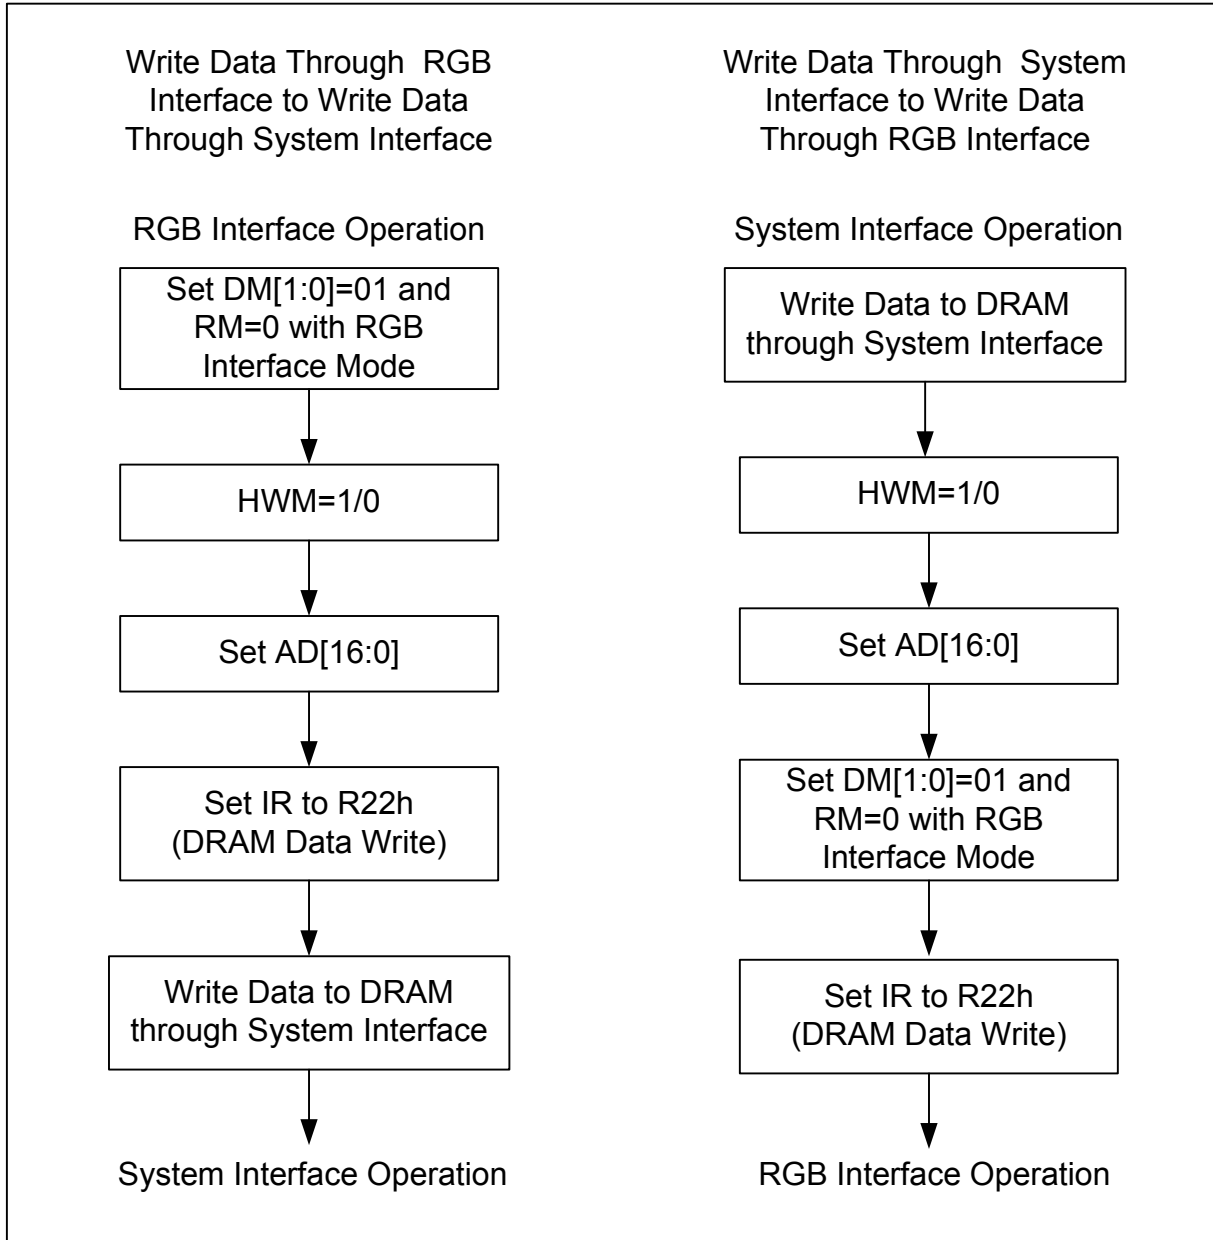 Write Data Through  RGB
Interface to Write Data
Through System Interface
RGB Interface Operation
Set DM[1:0]=01 and
RM=0 with RGB
Interface Mode
HWM=1/0
Set AD[16:0]
Set IR to R22h
(DRAM Data Write)
Write Data to DRAM
through System Interface
System Interface Operation
Write Data Through  System
Interface to Write Data
Through RGB Interface
System Interface Operation
Write Data to DRAM
through System Interface
HWM=1/0
Set AD[16:0]
Set DM[1:0]=01 and
RM=0 with RGB
Interface Mode
Set IR to R22h
(DRAM Data Write)
RGB Interface Operation